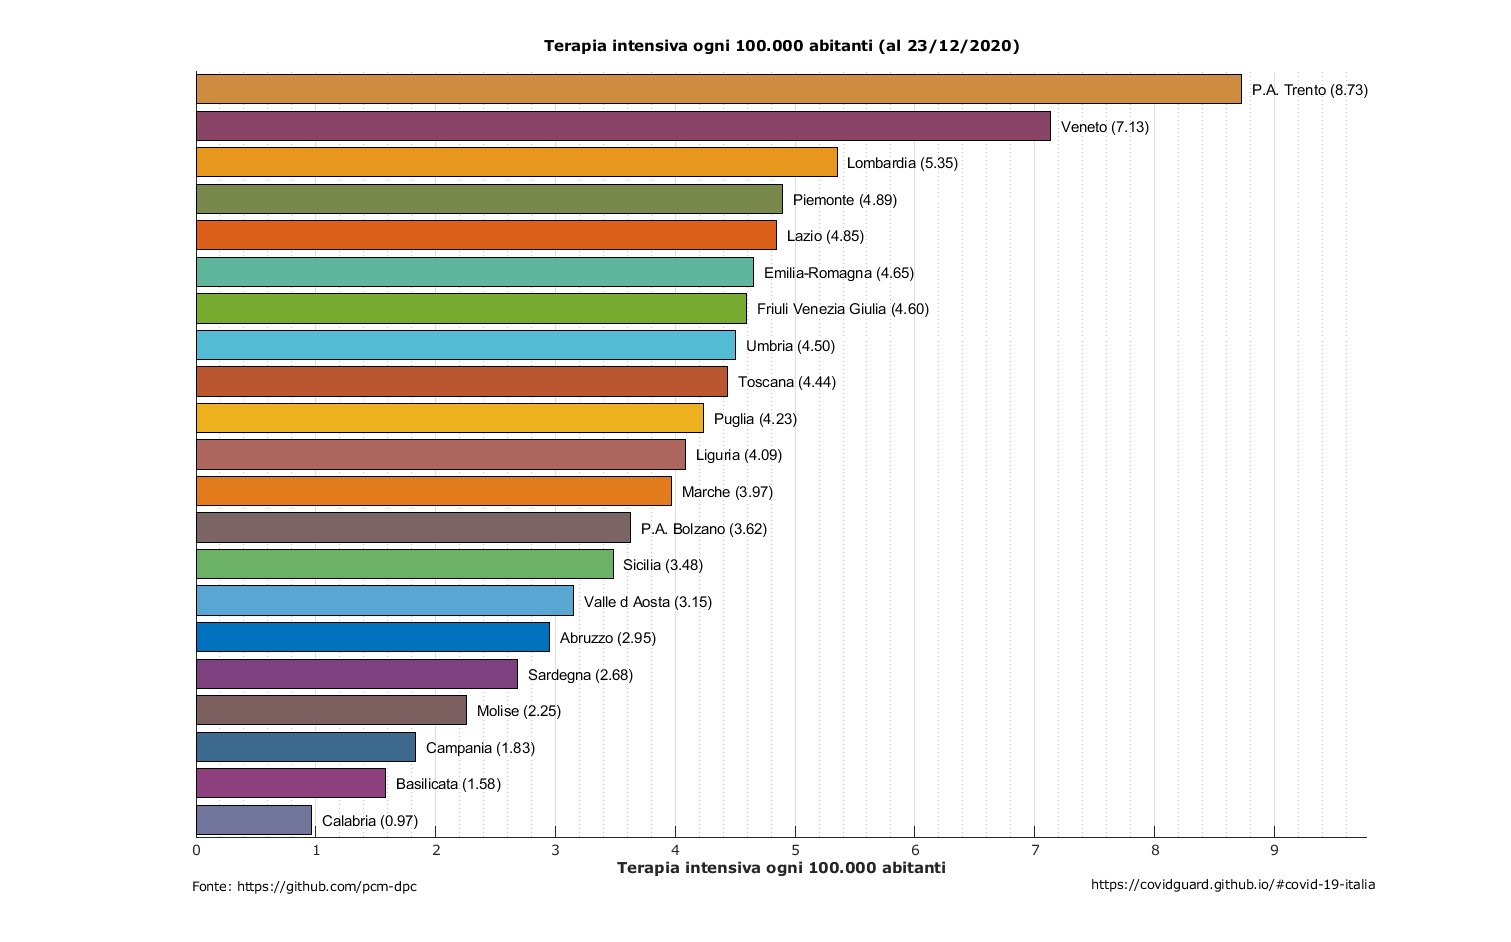 Terapia intensiva ogni 100.000 abitanti (al 23/12/2020)
P.A. Trento (8.73)
Veneto (7.13)
Lombardia (5.35)
Piemonte (4.89)
Lazio (4.85)
Emilia-Romagna (4.65)
Friuli Venezia Giulia (4.60)
Umbria (4.50)
Toscana (4.44)
Puglia (4.23)
Liguria (4.09)
Marche (3.97)
P.A. Bolzano (3.62)
Sicilia (3.48)
Valle d Aosta (3.15)
Abruzzo (2.95)
Sardegna (2.68)
Molise (2.25)
Campania (1.83)
Basilicata (1.58)
Calabria (0.97)
0 1 2 3 4 5 6 7 8 9
Terapia intensiva ogni 100.000 abitanti
Fonte: https://github.com/pcm-dpc
https://covidguard.github.io/#covid-19-italia